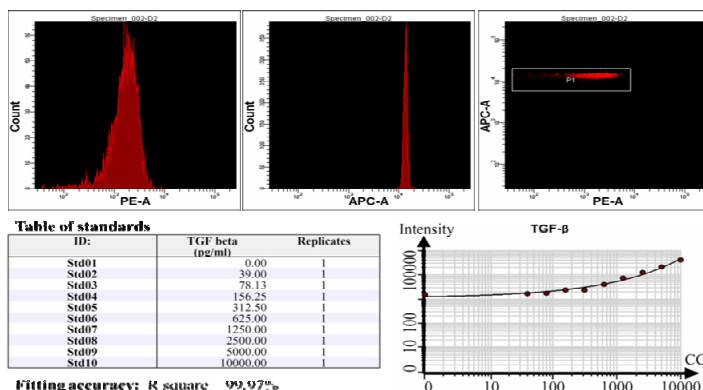 Specimen_002-D2
Specimen_002-D2
Specimen_002-D2
Count
PE-A
Count
APC-A
APC-A
P1
PE-A
Table of standards
ID: TGF beta (pg/ml) Replicates
Std01 0.00 1
Std02 39.00 1
Std03 78.13 1
Std04 156.25 1
Std05 312.50 1
Std06 625.00 1
Std07 1250.00 1
Std08 2500.00 1
Std09 5000.00 1
Std10 10000.00 1
Fitting accuracy: R square 99.97%
Intensity TGF-β
10000
100
10
0
0 10 100 1000 10000
CC